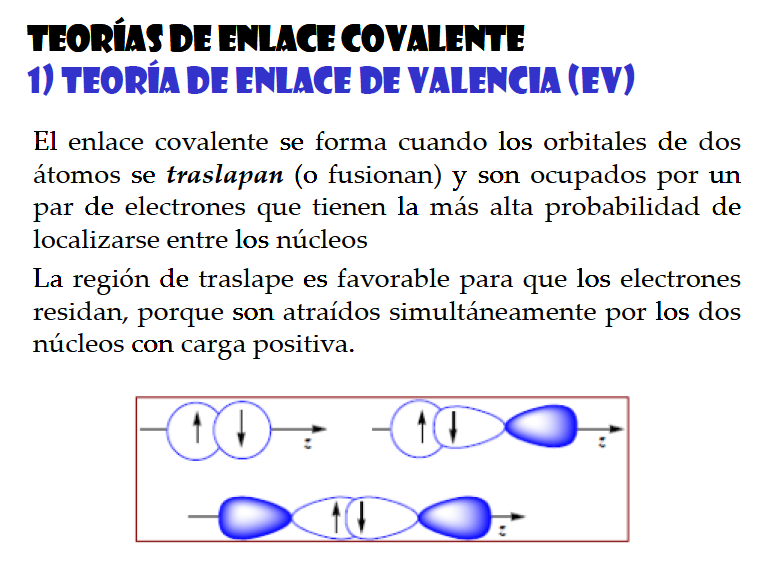 TEORÍAS DE ENLACE COVALENTE
1) TEORÍA DE ENLACE DE VALENCIA (EV)
El enlace covalente se forma cuando los orbitales de dos
átomos se traslapan (o fusionan) y son ocupados por un
par de electrones que tienen la más alta probabilidad de
localizarse entre los núcleos
La región de traslape es favorable para que los electrones
residan, porque son atraídos simultáneamente por los dos
núcleos con carga positiva.
z
z
z